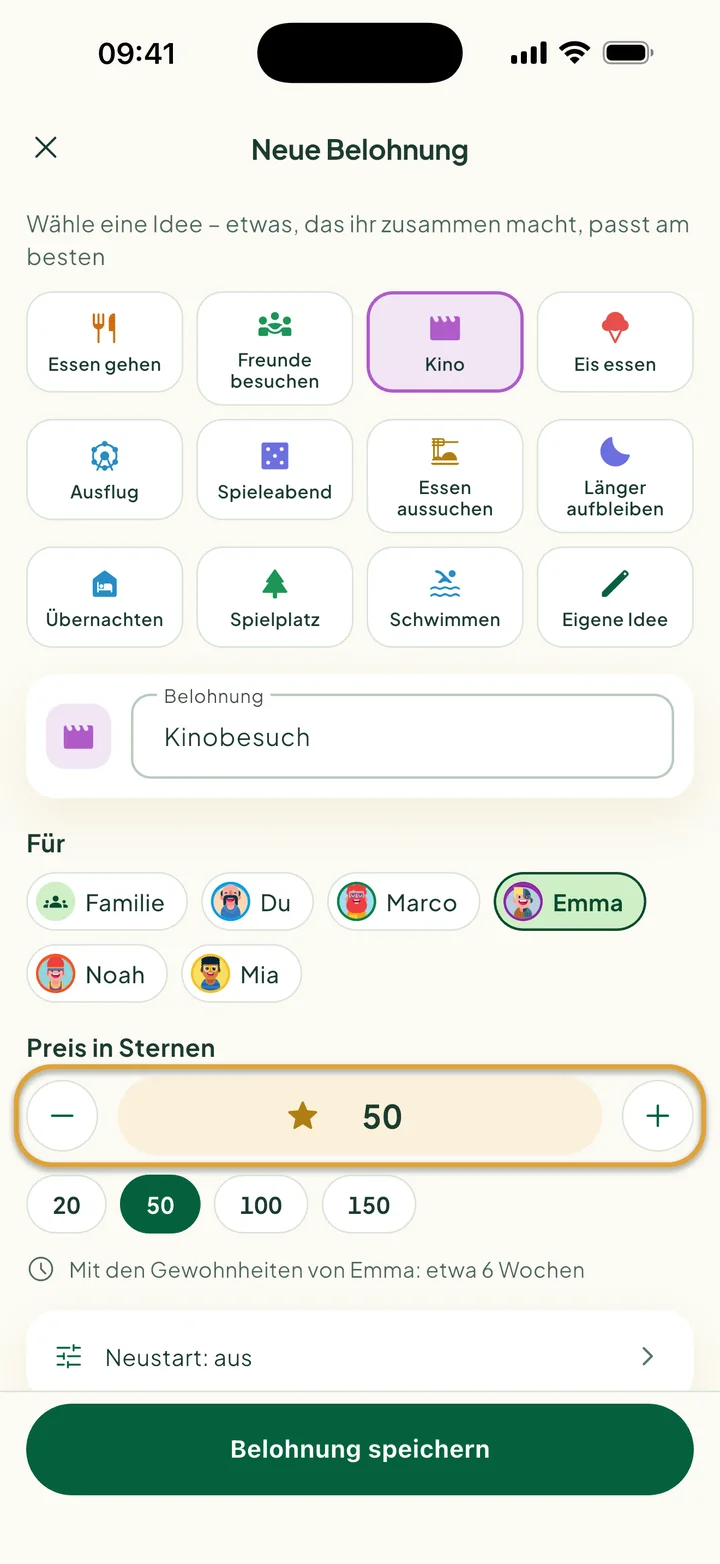 09:41
Neue Belohnung
Wähle eine Idee – etwas, das ihr zusammen macht, passt am
besten
Essen gehen
Freunde
besuchen
Kino
Eis essen
Ausflug
Spieleabend
Essen
aussuchen
Länger
aufbleiben
Übernachten
Spielplatz
Schwimmen
Eigene Idee
Belohnung
Kinobesuch
Für
Familie
Du
Marco
Emma
Noah
Mia
Preis in Sternen
50
20
50
100
150
Mit den Gewohnheiten von Emma: etwa 6 Wochen
Neustart: aus
Belohnung speichern